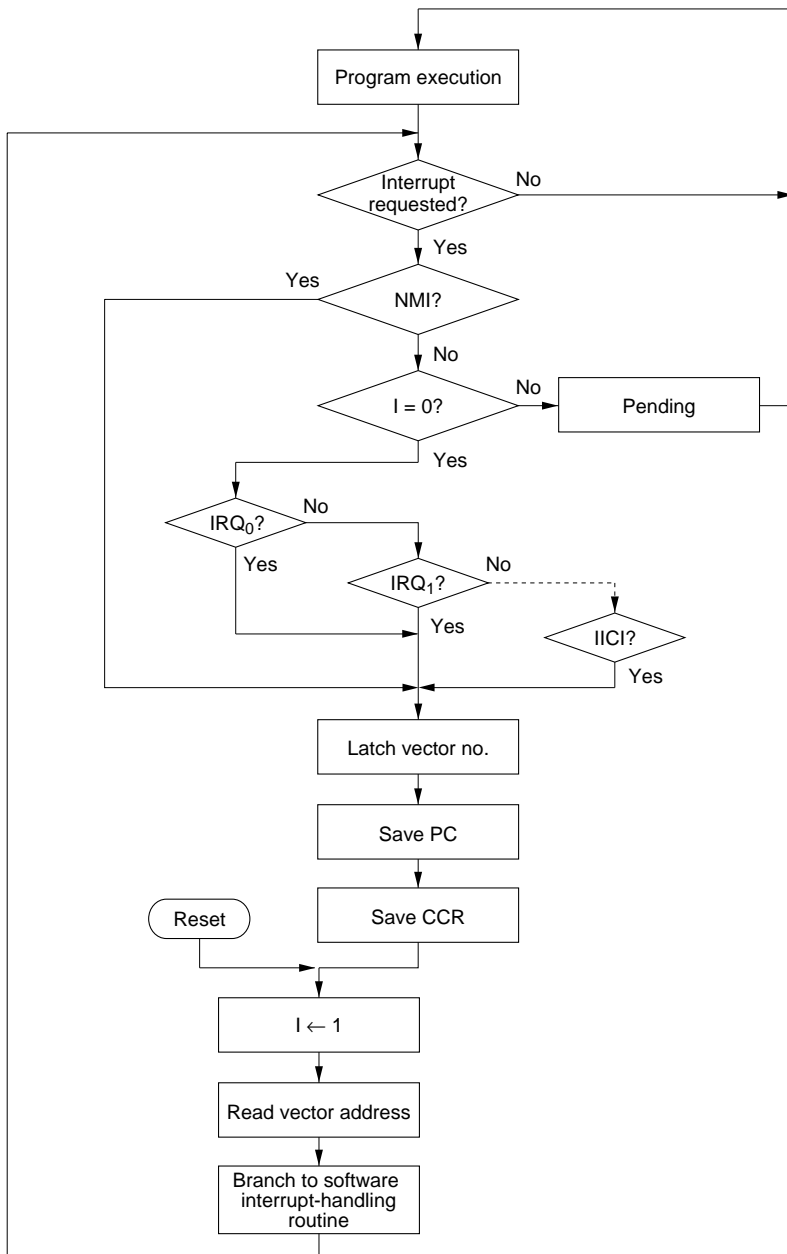 Program execution
Interrupt
requested?
No
Yes
Yes
NMI?
No
I = 0?
No
Pending
Yes
IRQ0?
No
Yes
IRQ1?
No
Yes
IICI?
Yes
Latch vector no.
Save PC
Save CCR
Reset
I ← 1
Read vector address
Branch to software
interrupt-handling
routine